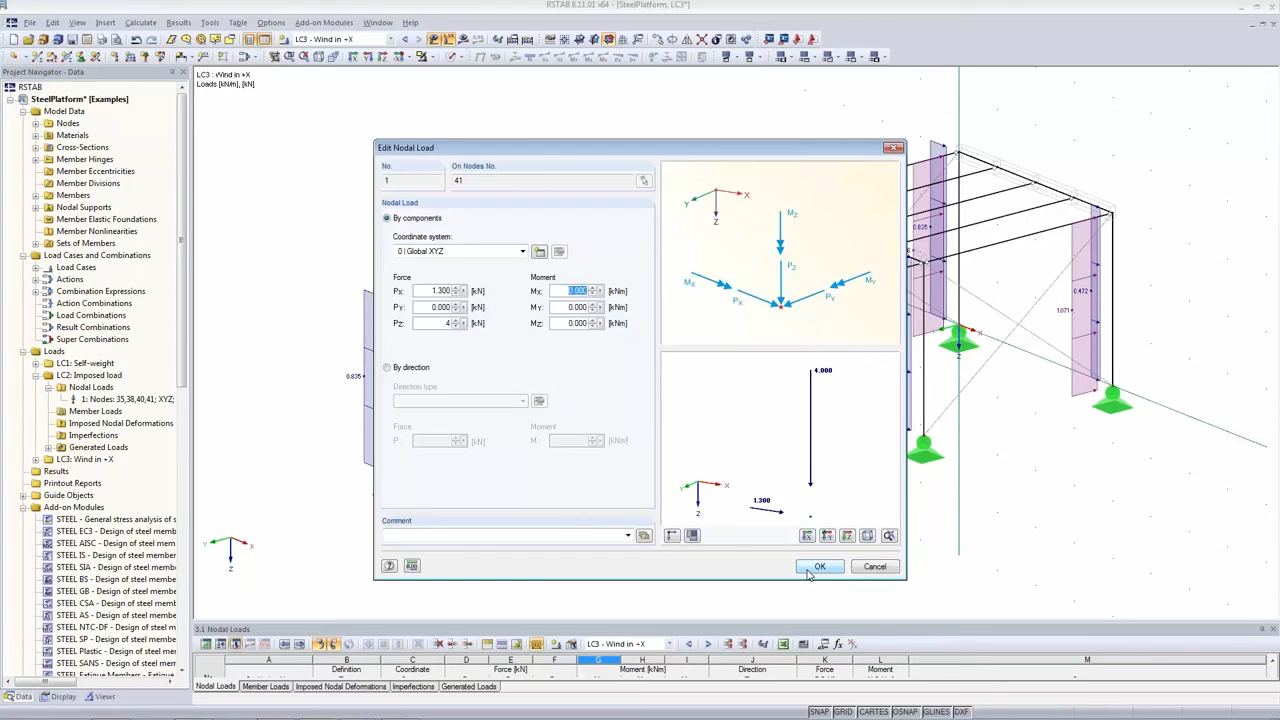 RSTAB 8.11.01 x64 - [SteelPlatform, LC3*]
File Edit View Insert Calculate Results Tools Table Options Add-on Modules Window Help
LC3 - Wind in +X
Project Navigator - Data
RSTAB
SteelPlatform* [Examples]
Model Data
Nodes
Materials
Cross-Sections
Member Hinges
Member Eccentricities
Member Divisions
Members
Nodal Supports
Member Elastic Foundations
Member Nonlinearities
Sets of Members
Load Cases and Combinations
Load Cases
Actions
Combination Expressions
Action Combinations
Load Combinations
Result Combinations
Super Combinations
Loads
LC1: Self-weight
LC2: Imposed load
Nodal Loads
1: Nodes: 35,38,40,41; XYZ;
Member Loads
Imposed Nodal Deformations
Imperfections
Generated Loads
LC3: Wind in +X
Results
Printout Reports
Guide Objects
Add-on Modules
STEEL - General stress analysis of s
STEEL EC3 - Design of steel memb
STEEL AISC - Design of steel memb
STEEL IS - Design of steel member
STEEL SIA - Design of steel memb
STEEL BS - Design of steel membe
STEEL GB - Design of steel membe
STEEL CSA - Design of steel memb
STEEL AS - Design of steel membe
STEEL NTC-DF - Design of steel m
STEEL SP - Design of steel membe
STEEL Plastic - Design of steel me
STEEL SANS - Design of steel mem
STEEL Fatigue Members - Fatigue
Data Display Views
LC3 : Wind in +X
Loads [kN/m], [kN]
0.835
0.835
0.472
1.071
X
Z
Y
X
Z
Edit Nodal Load
No. On Nodes No.
1 41
Nodal Load
By components
Coordinate system:
0 | Global XYZ
Force Moment
PX: 1.300 [kN] MX: 0.000 [kNm]
PY: 0.000 [kN] MY: 0.000 [kNm]
PZ: 4 [kN] MZ: 0.000 [kNm]
By direction
Direction type
Force Moment
P : [kN] M : [kNm]
Comment
Y X
Z
MZ
PZ
MX MY
PX PY
4.000
1.300
Y X
Z
OK Cancel
3.1 Nodal Loads
LC3 - Wind in +X
A B C D E F G H I J K L M
Definition Coordinate Force [kN] Moment [kNm] Direction Force Moment
Nodal Loads Member Loads Imposed Nodal Deformations Imperfections Generated Loads
SNAP GRID CARTES OSNAP GLINES DXF